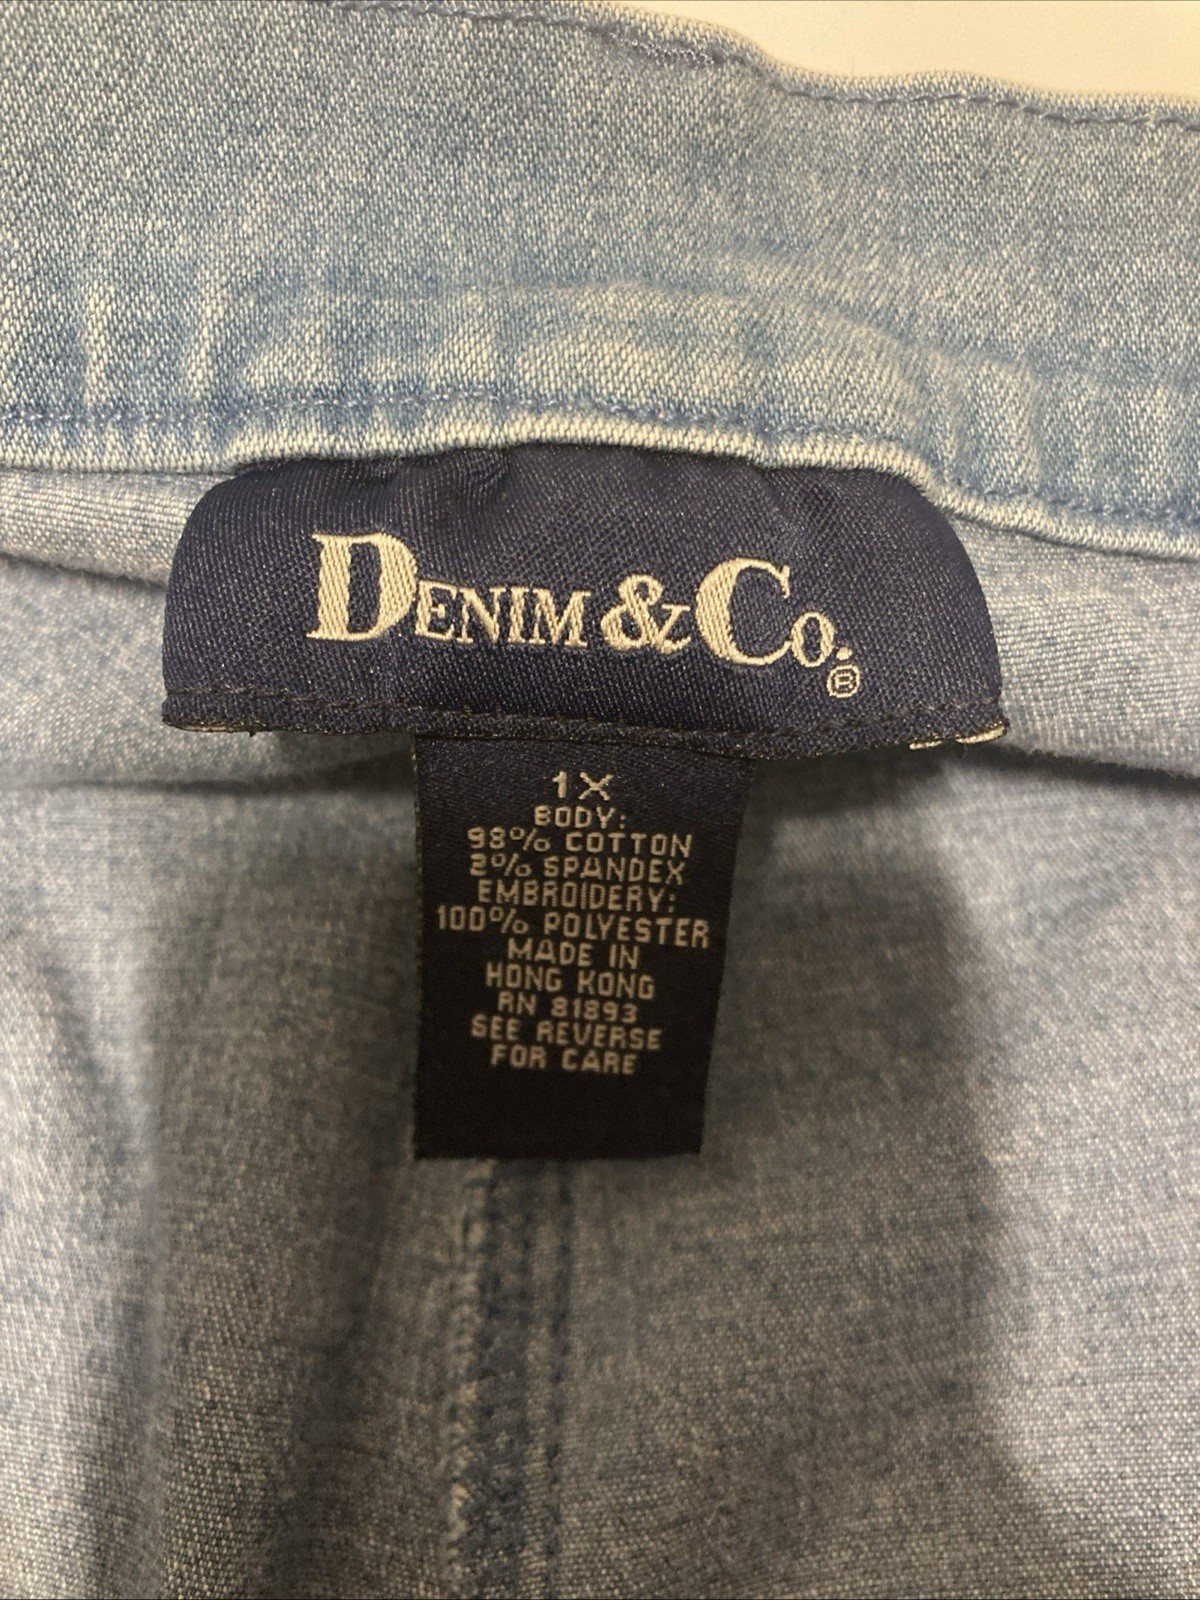 DENIM & CO.®
1X
BODY:
98% COTTON
2% SPANDEX
EMBROIDERY:
100% POLYESTER
MADE IN
HONG KONG
RN 81893
SEE REVERSE
FOR CARE